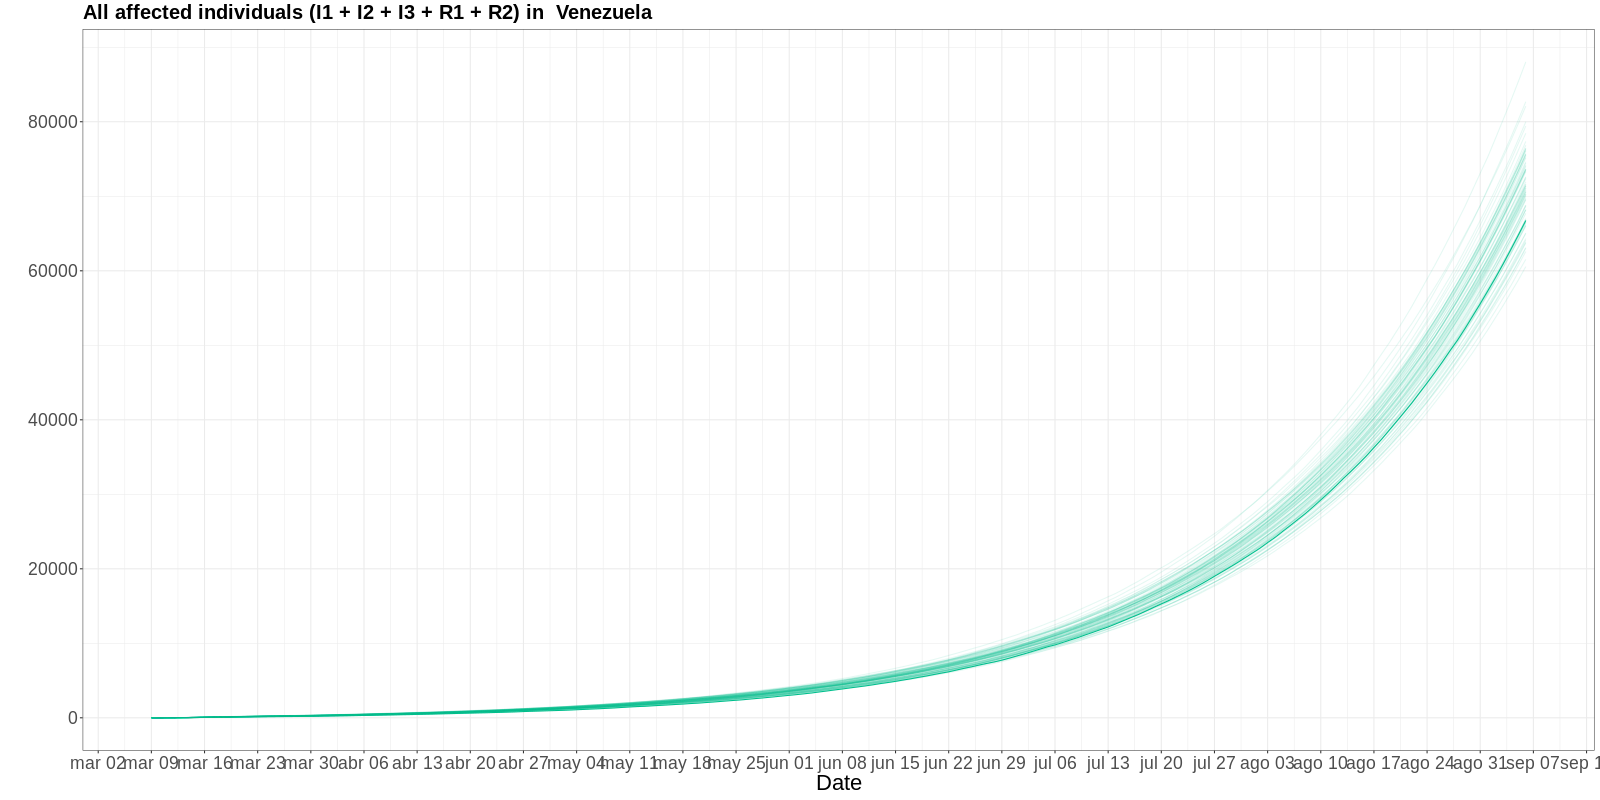 All affected individuals (I1 + I2 + I3 + R1 + R2) in  Venezuela
80000
60000
40000
20000
0
mar 02 mar 09 mar 16 mar 23 mar 30 abr 06 abr 13 abr 20 abr 27 may 04 may 11 may 18 may 25 jun 01 jun 08 jun 15 jun 22 jun 29 jul 06 jul 13 jul 20 jul 27 ago 03 ago 10 ago 17 ago 24 ago 31 sep 07 sep 1
Date